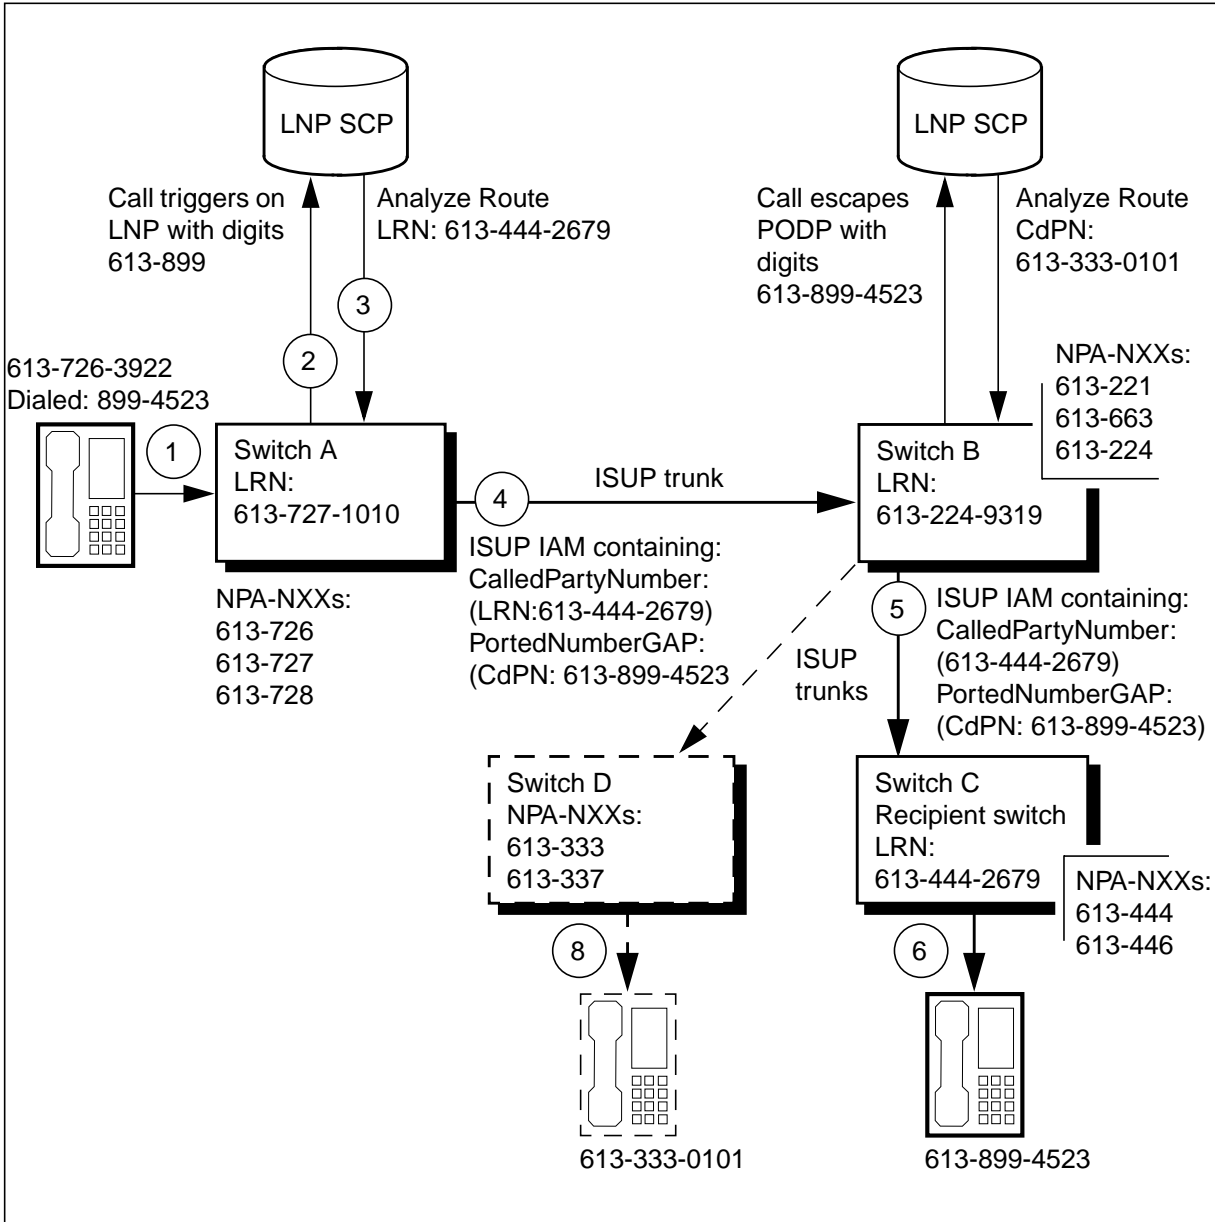 LNP SCP
LNP SCP
Call triggers on
LNP with digits
613-899
Analyze Route
LRN: 613-444-2679
Call escapes
PODP with
digits
613-899-4523
Analyze Route
CdPN:
613-333-0101
3
2
613-726-3922
Dialed: 899-4523
NPA-NXXs:
613-221
613-663
613-224
1
Switch A
LRN:
613-727-1010
4
ISUP trunk
Switch B
LRN:
613-224-9319
NPA-NXXs:
613-726
613-727
613-728
ISUP IAM containing:
CalledPartyNumber:
(LRN:613-444-2679)
PortedNumberGAP:
(CdPN: 613-899-4523
5
ISUP IAM containing:
CalledPartyNumber:
(613-444-2679)
PortedNumberGAP:
(CdPN: 613-899-4523)
ISUP
trunks
Switch D
NPA-NXXs:
613-333
613-337
Switch C
Recipient switch
LRN:
613-444-2679
NPA-NXXs:
613-444
613-446
8
6
613-333-0101
613-899-4523